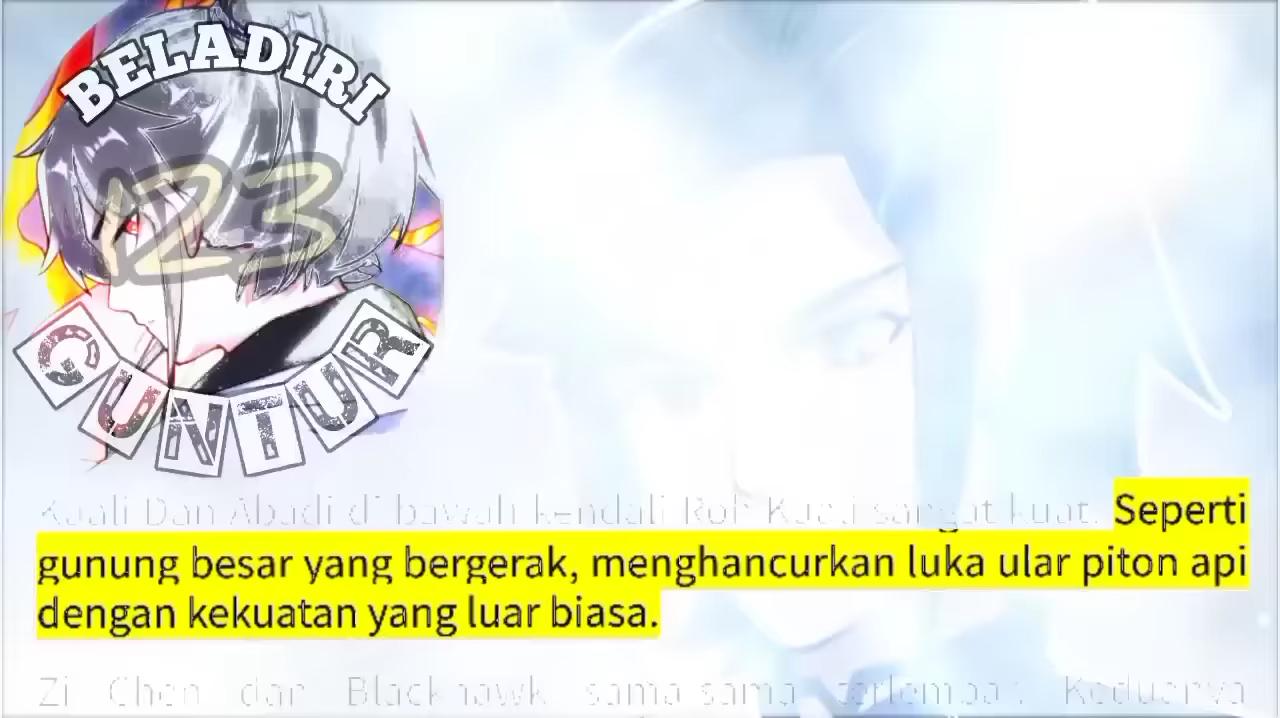 BELADIRI
123
GUNTUR
Kuali Dan Abadi di bawah kendali Roh Kuali sangat kuat. Seperti
gunung besar yang bergerak, menghancurkan luka ular piton api
dengan kekuatan yang luar biasa.
Zi Chen dan Blackhawk sama-sama terlempar. Keduanya